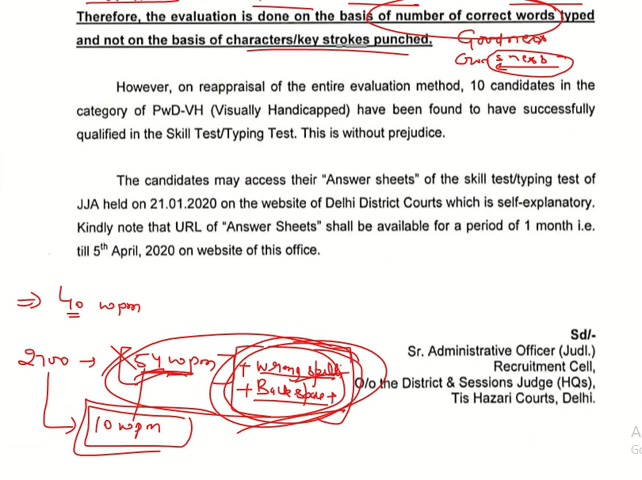 Therefore, the evaluation is done on the basis of number of correct words typed
and not on the basis of characters/key strokes punched.
Goodness
ness
However, on reappraisal of the entire evaluation method, 10 candidates in the
category of PwD-VH (Visually Handicapped) have been found to have successfully
qualified in the Skill Test/Typing Test. This is without prejudice.
The candidates may access their "Answer sheets" of the skill test/typing test of
JJA held on 21.01.2020 on the website of Delhi District Courts which is self-explanatory.
Kindly note that URL of "Answer Sheets" shall be available for a period of 1 month i.e.
till 5th April, 2020 on website of this office.
⇒ 40 wpm
Sd/-
Sr. Administrative Officer (Judl.)
Recruitment Cell,
O/o the District & Sessions Judge (HQs),
Tis Hazari Courts, Delhi.
2700 → 54 wpm
+ Wrong spell
+ Back space +
10 wpm